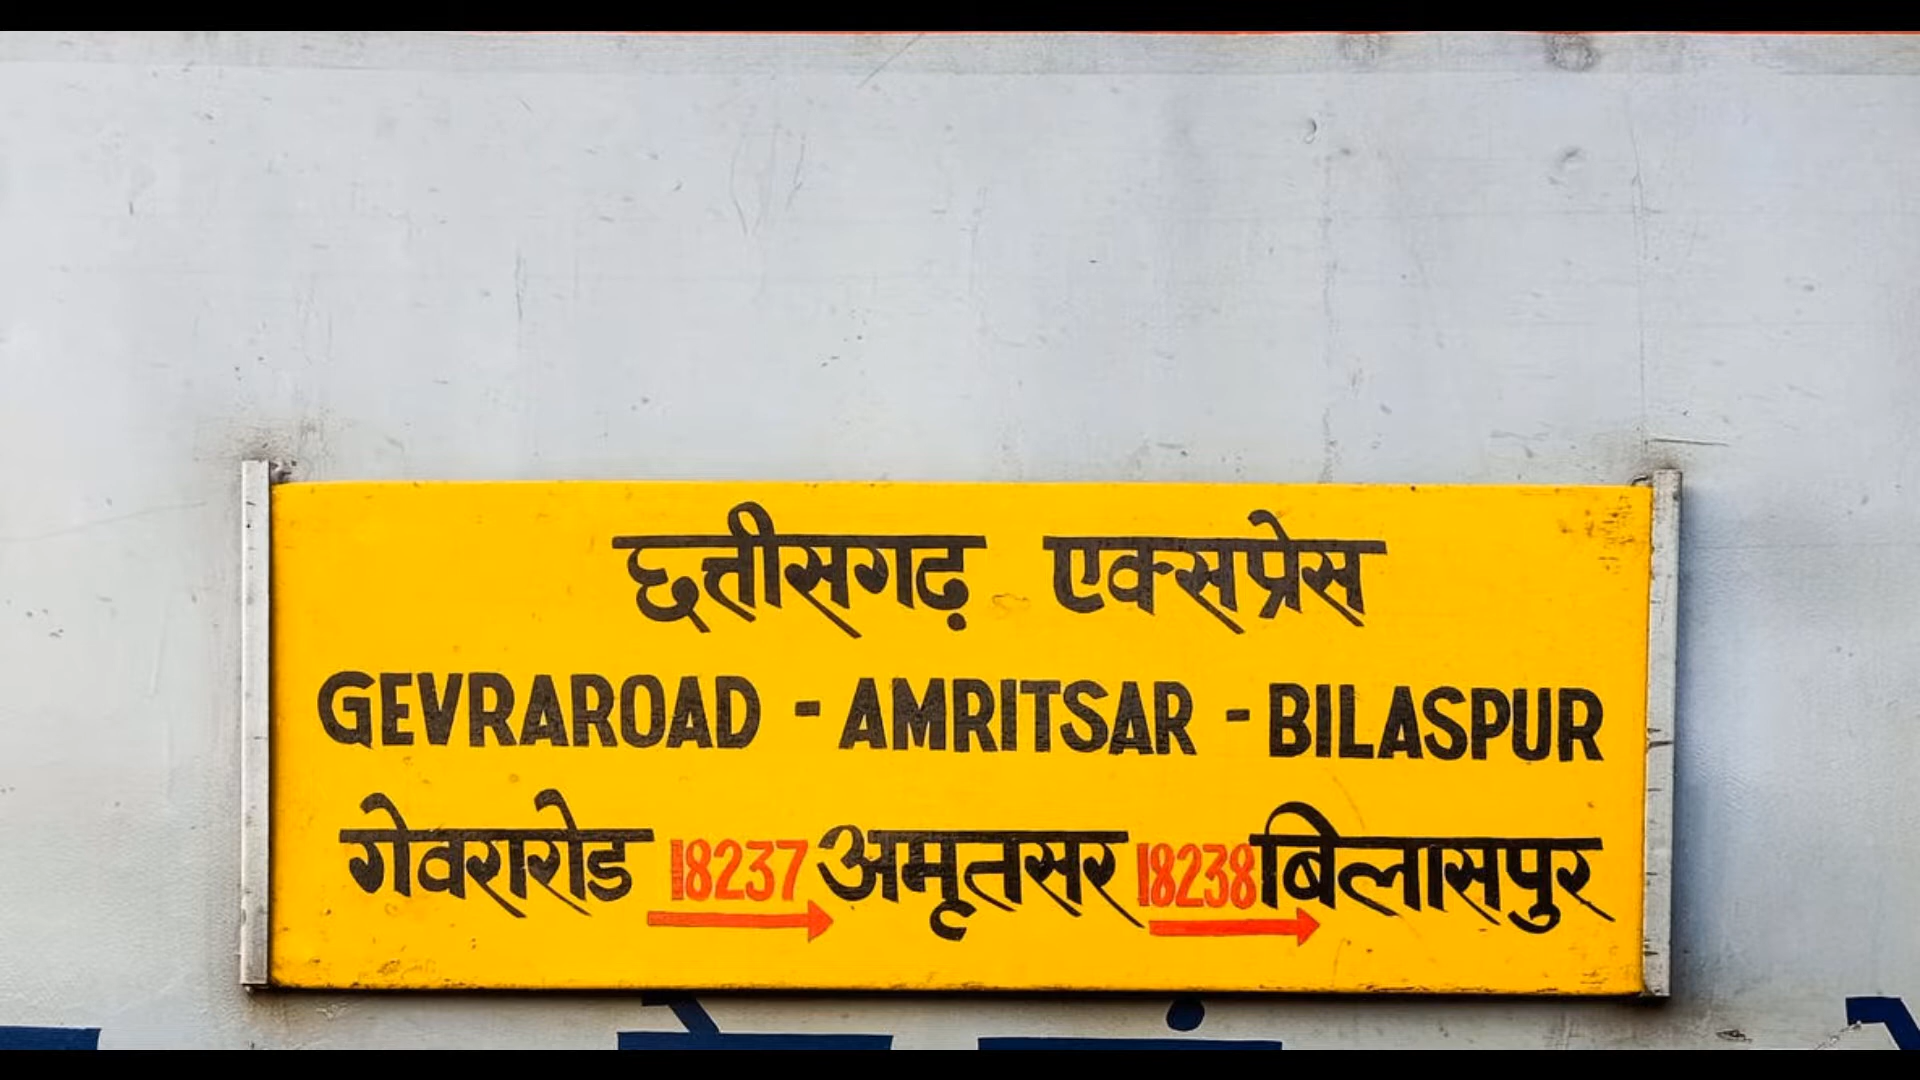 छत्तीसगढ़ एक्सप्रेस
GEVRAROAD - AMRITSAR - BILASPUR
गेवरारोड 18237 अमृतसर 18238 बिलासपुर